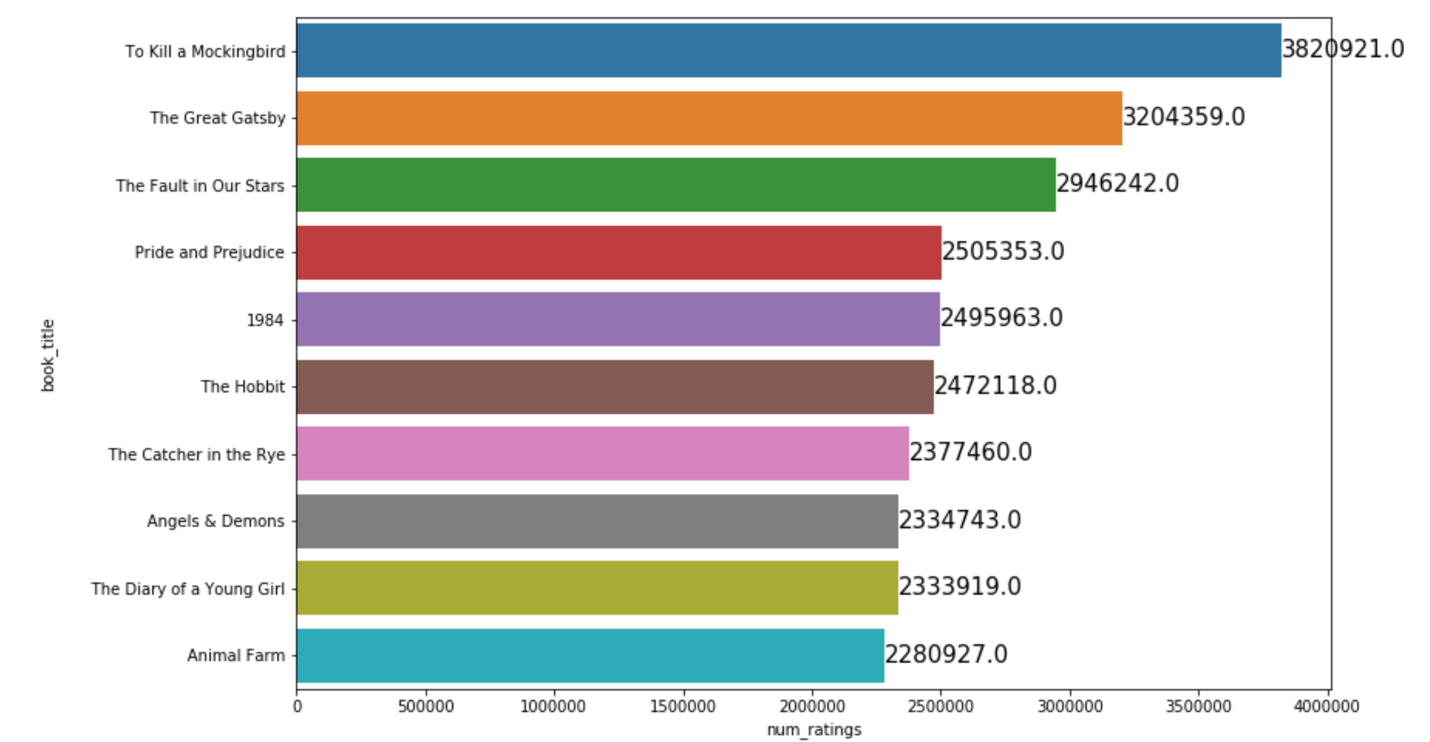 To Kill a Mockingbird 3820921.0
The Great Gatsby 3204359.0
The Fault in Our Stars 2946242.0
Pride and Prejudice 2505353.0
1984 2495963.0
book_title
The Hobbit 2472118.0
The Catcher in the Rye 2377460.0
Angels & Demons 2334743.0
The Diary of a Young Girl 2333919.0
Animal Farm 2280927.0
0 500000 1000000 1500000 2000000 2500000 3000000 3500000 4000000
num_ratings